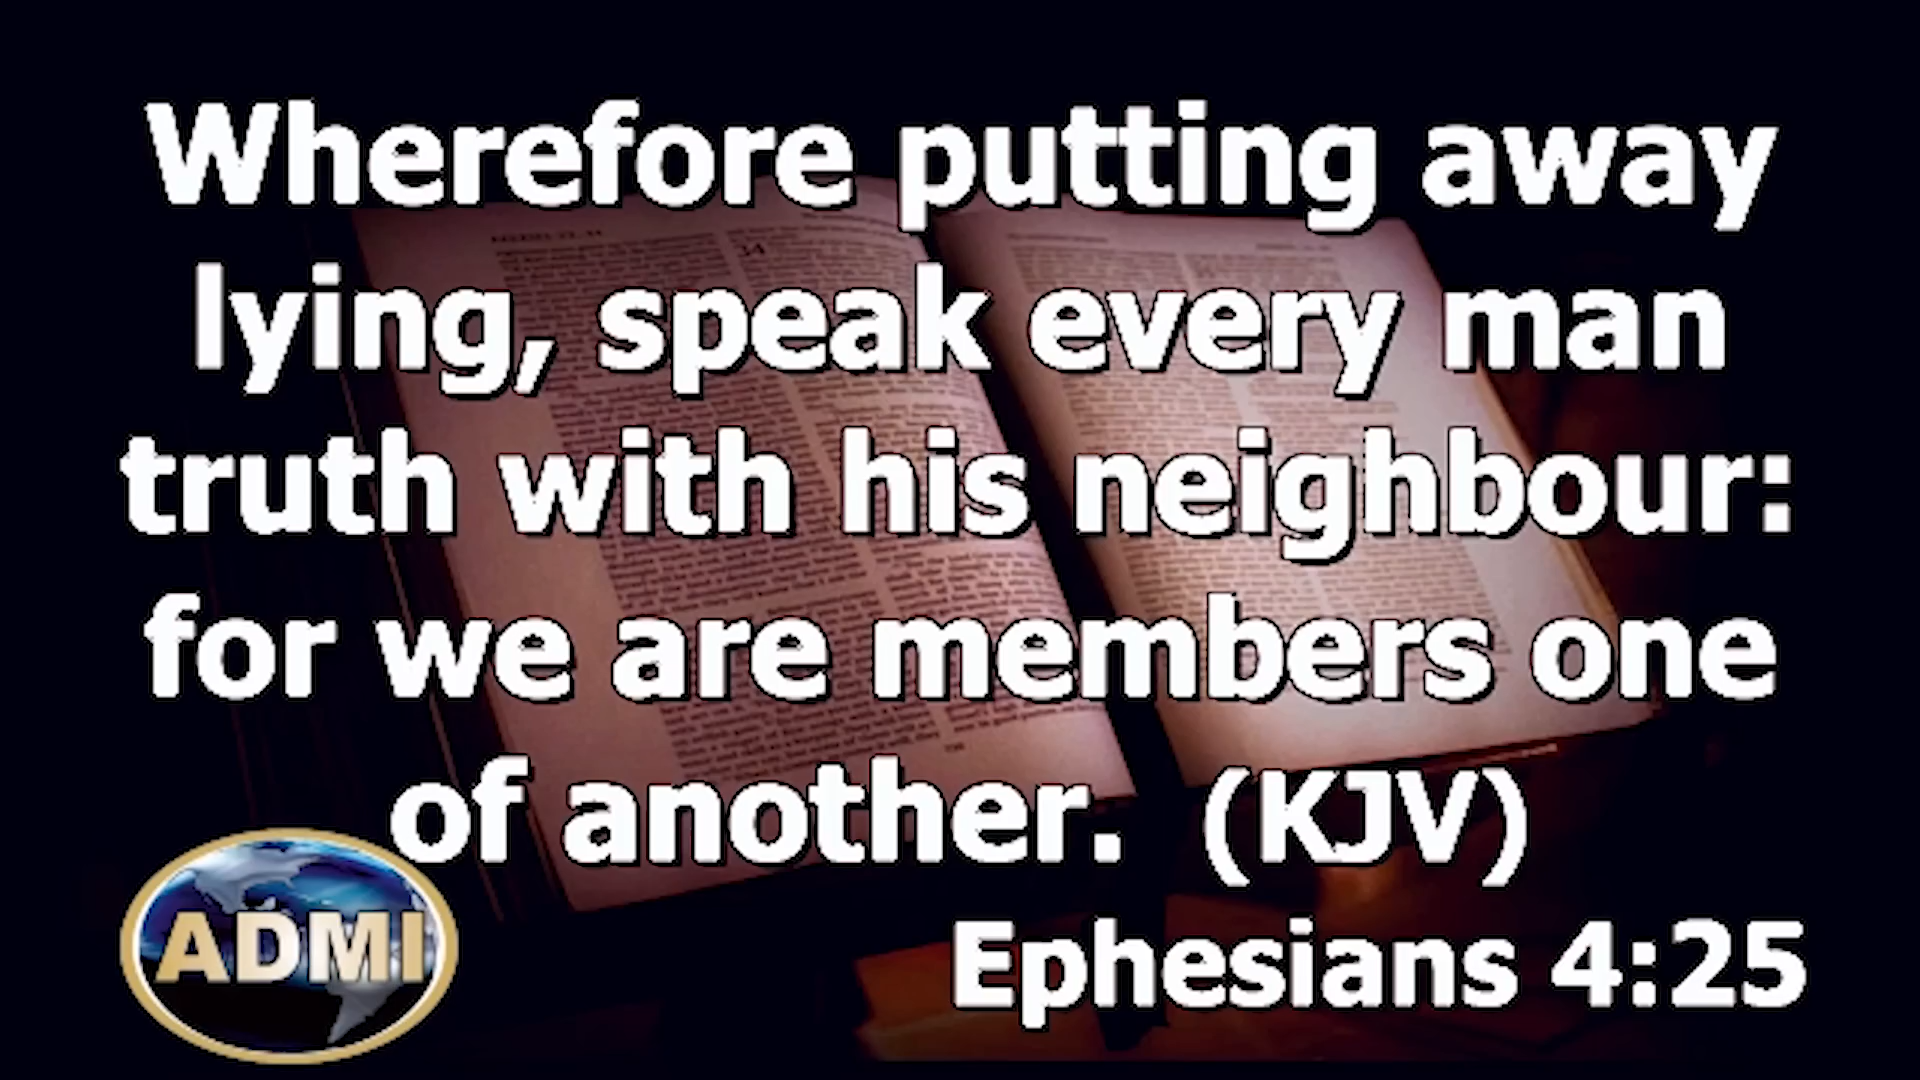 Wherefore putting away
lying, speak every man
truth with his neighbour:
for we are members one
of another. (KJV)
Ephesians 4:25
ADMI